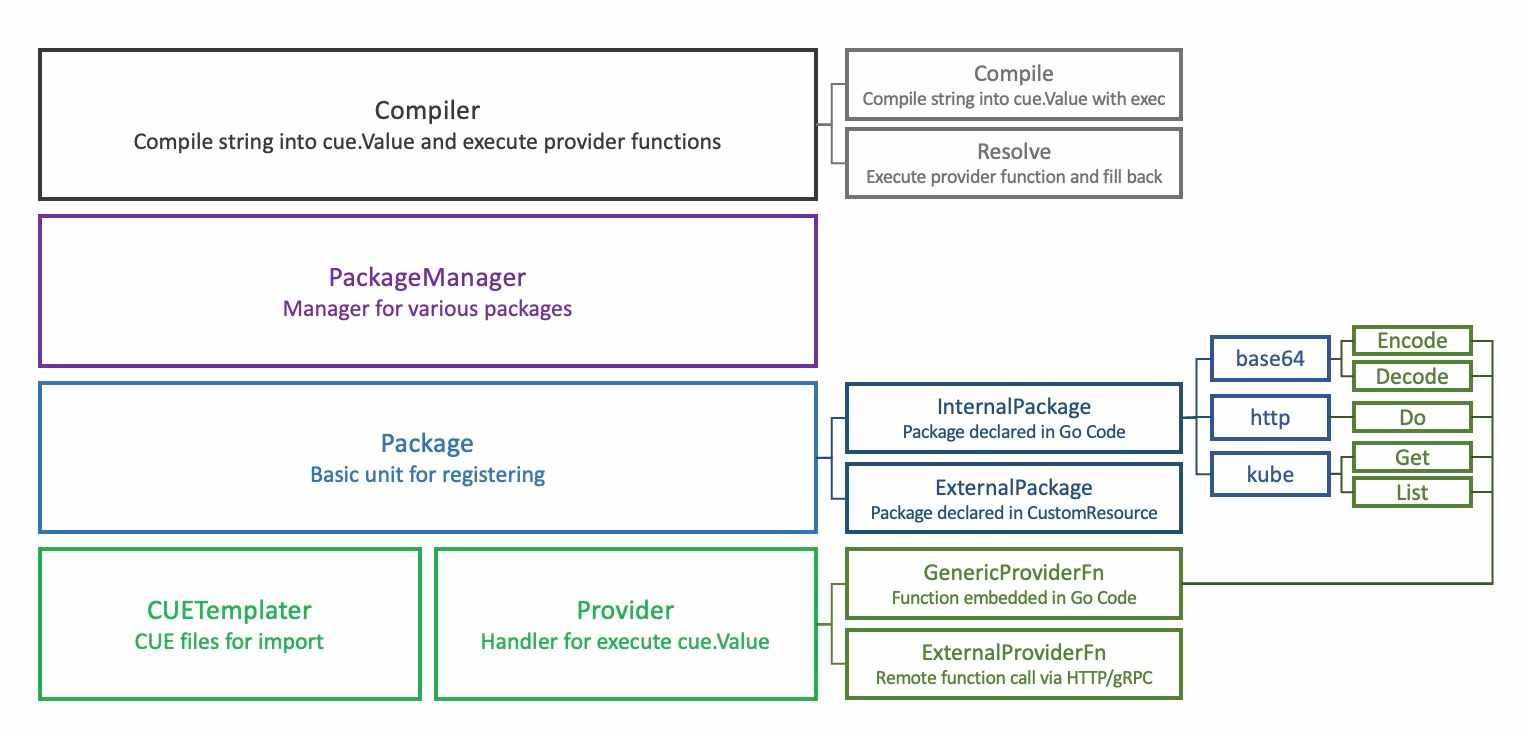 Compiler
Compile string into cue.Value and execute provider functions
Compile
Compile string into cue.Value with exec
Resolve
Execute provider function and fill back
PackageManager
Manager for various packages
Package
Basic unit for registering
InternalPackage
Package declared in Go Code
ExternalPackage
Package declared in CustomResource
base64
http
kube
Encode
Decode
Do
Get
List
CUETemplater
CUE files for import
Provider
Handler for execute cue.Value
GenericProviderFn
Function embedded in Go Code
ExternalProviderFn
Remote function call via HTTP/gRPC